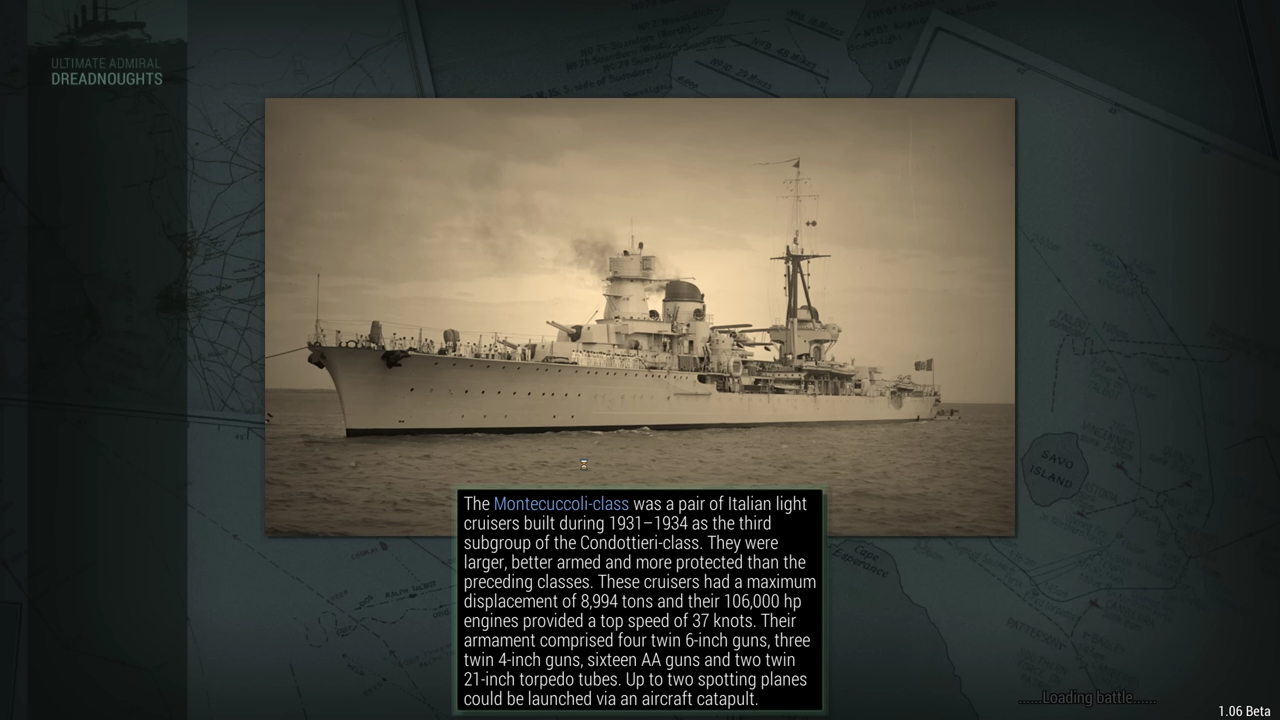 ULTIMATE ADMIRAL
DREADNOUGHTS
SAVO
ISLAND
Cape
Esperance
The Montecuccoli-class was a pair of Italian light
cruisers built during 1931–1934 as the third
subgroup of the Condottieri-class. They were
larger, better armed and more protected than the
preceding classes. These cruisers had a maximum
displacement of 8,994 tons and their 106,000 hp
engines provided a top speed of 37 knots. Their
armament comprised four twin 6-inch guns, three
twin 4-inch guns, sixteen AA guns and two twin
21-inch torpedo tubes. Up to two spotting planes
could be launched via an aircraft catapult.
......Loading battle......
1.06 Beta